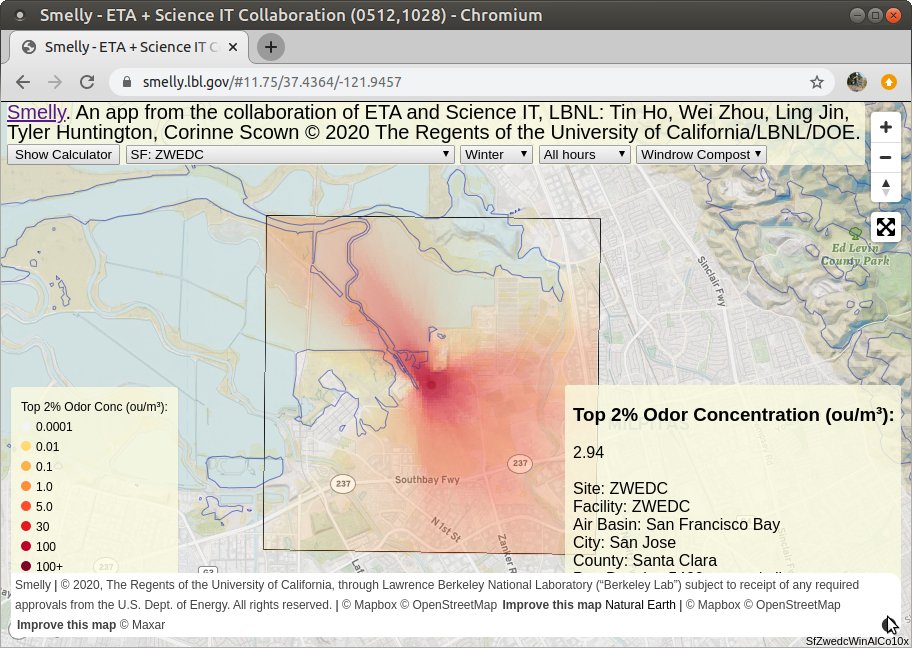 Smelly - ETA + Science IT Collaboration (0512,1028) - Chromium
Smelly - ETA + Science IT C
smelly.lbl.gov/#11.75/37.4364/-121.9457
Smelly. An app from the collaboration of ETA and Science IT, LBNL: Tin Ho, Wei Zhou, Ling Jin,
Tyler Huntington, Corinne Scown © 2020 The Regents of the University of California/LBNL/DOE.
Show Calculator SF: ZWEDC Winter All hours Windrow Compost
Ed Levin
County Park
Sinclair Fwy
MILPITAS
237
237
Southbay Fwy
N 1st St
Zanker R
237
G3
Top 2% Odor Conc (ou/m³):
0.0001
0.01
0.1
1.0
5.0
30
100
100+
Top 2% Odor Concentration (ou/m³):
2.94
Site: ZWEDC
Facility: ZWEDC
Air Basin: San Francisco Bay
City: San Jose
County: Santa Clara
Smelly | © 2020, The Regents of the University of California, through Lawrence Berkeley National Laboratory (“Berkeley Lab”) subject to receipt of any required
approvals from the U.S. Dept. of Energy. All rights reserved. | © Mapbox © OpenStreetMap Improve this map Natural Earth | © Mapbox © OpenStreetMap
Improve this map © Maxar
SfZwedcWinAlCo10x